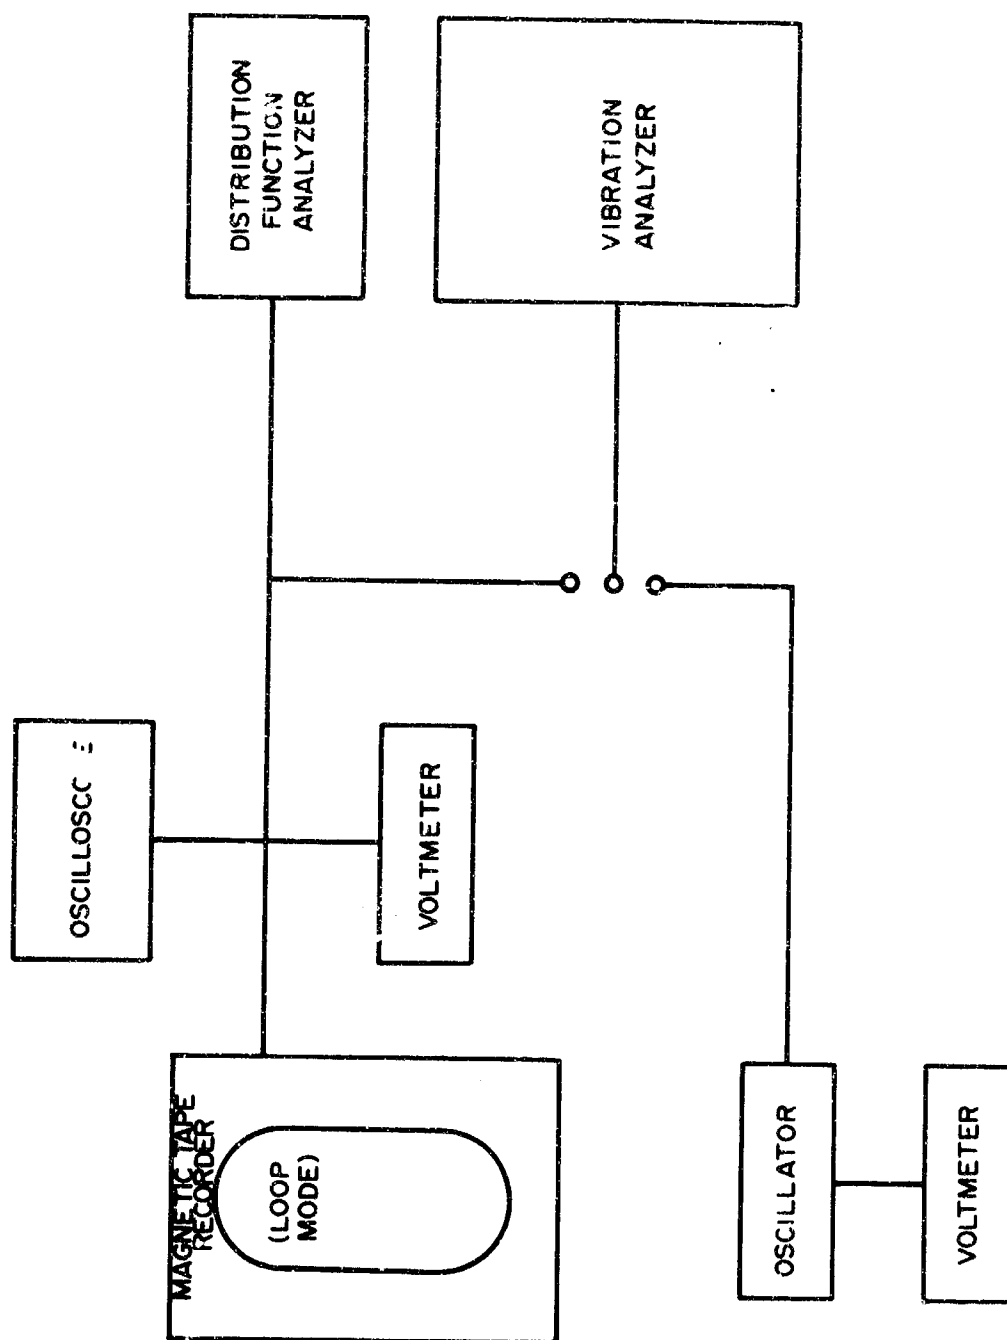 MAGNETIC TAPE
RECORDER
(LOOP
MODE)
DISTRIBUTION
FUNCTION
ANALYZER
VOLTMETER
VIBRATION
ANALYZER
OSCILLATOR
VOLTMETER